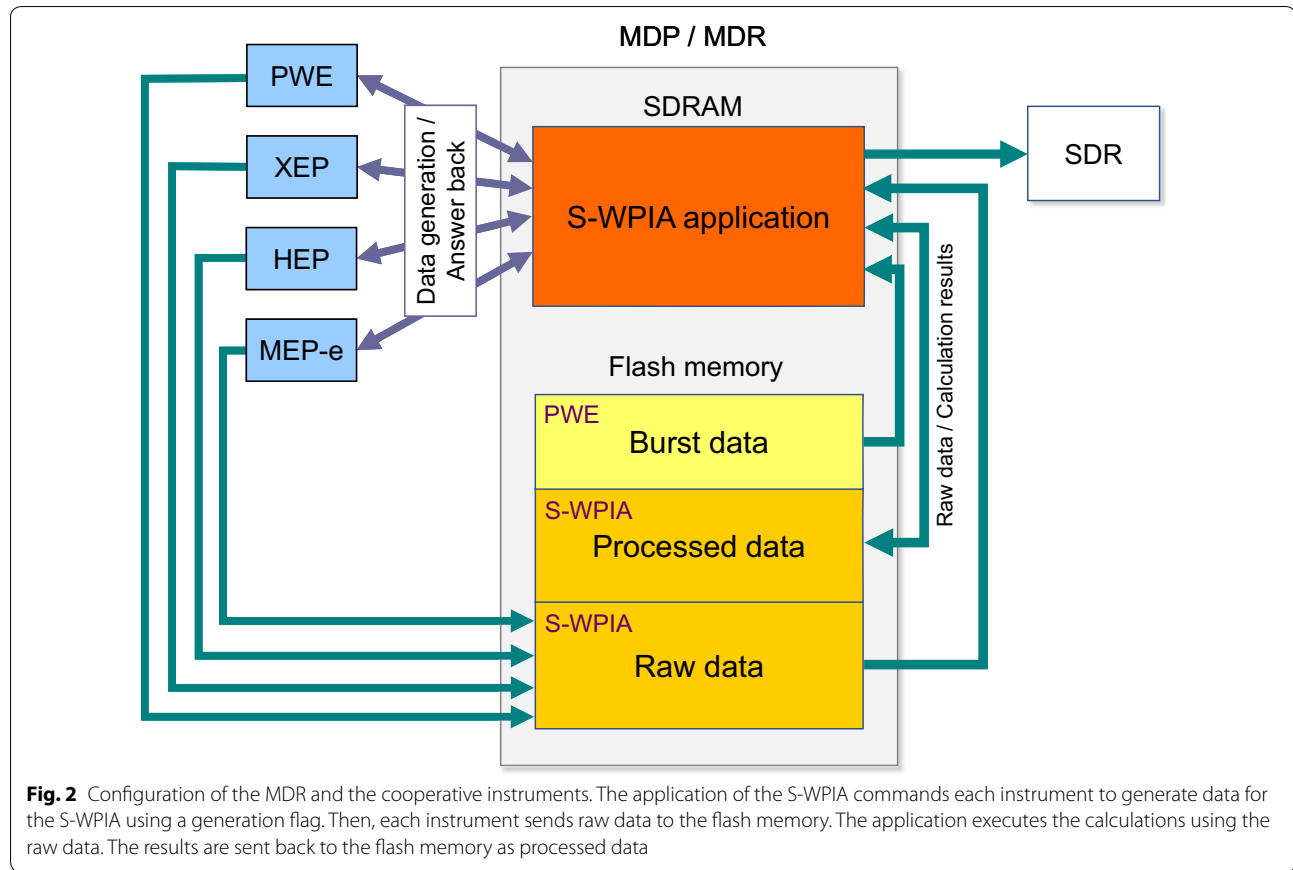 MDP / MDR
PWE
XEP
HEP
MEP-e
Data generation /
Answer back
SDRAM
S-WPIA application
SDR
Flash memory
PWE
Burst data
S-WPIA
Processed data
S-WPIA
Raw data
Raw data / Calculation results
Fig. 2 Configuration of the MDR and the cooperative instruments. The application of the S-WPIA commands each instrument to generate data for
the S-WPIA using a generation flag. Then, each instrument sends raw data to the flash memory. The application executes the calculations using the
raw data. The results are sent back to the flash memory as processed data